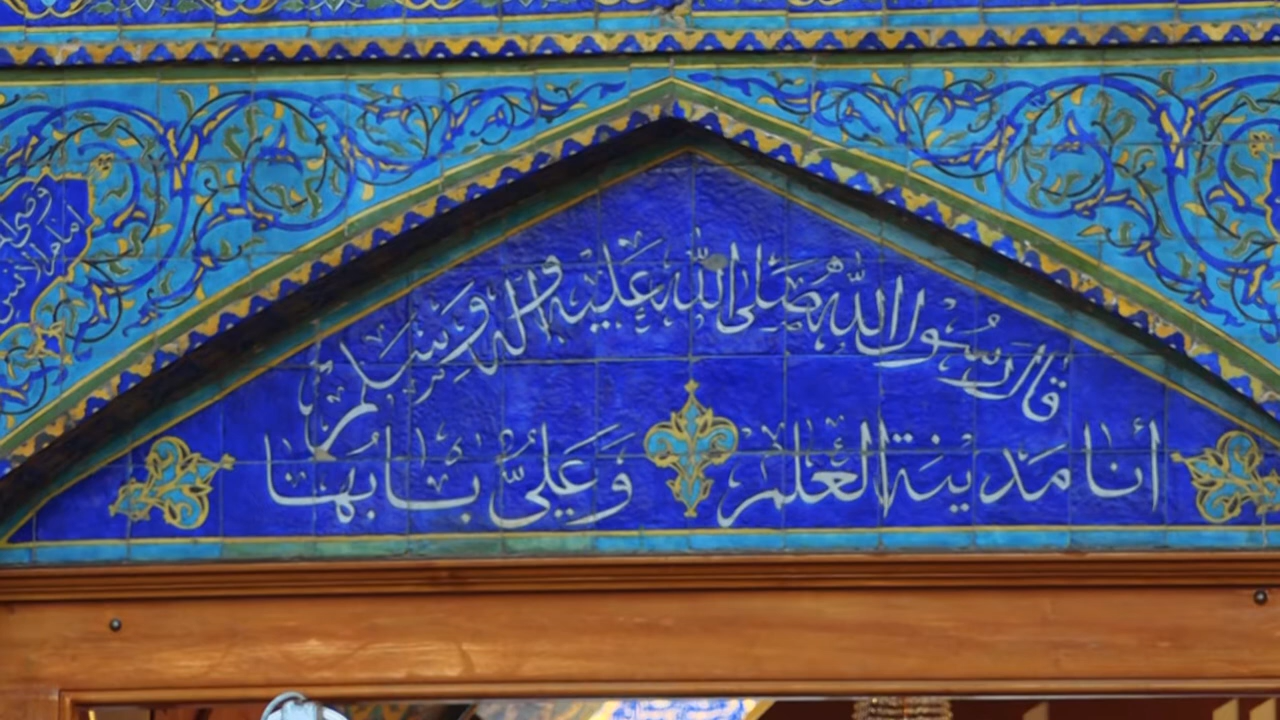 قال رسول الله صلى الله عليه وآله وسلم
أنا مدينة العلم وعلي بابها